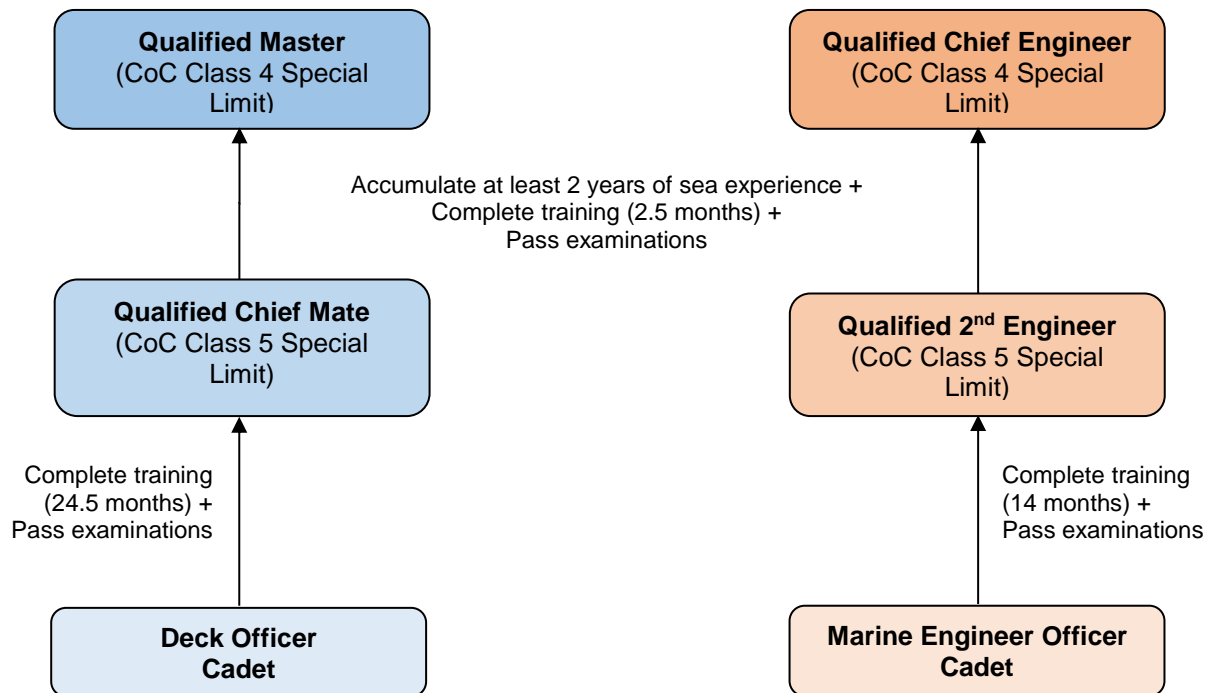 Qualified Master
(CoC Class 4 Special
Limit)
Qualified Chief Engineer
(CoC Class 4 Special
Limit)
Accumulate at least 2 years of sea experience +
Complete training (2.5 months) +
Pass examinations
Qualified Chief Mate
(CoC Class 5 Special
Limit)
Qualified 2nd Engineer
(CoC Class 5 Special
Limit)
Complete training
(24.5 months) +
Pass examinations
Complete training
(14 months) +
Pass examinations
Deck Officer
Cadet
Marine Engineer Officer
Cadet